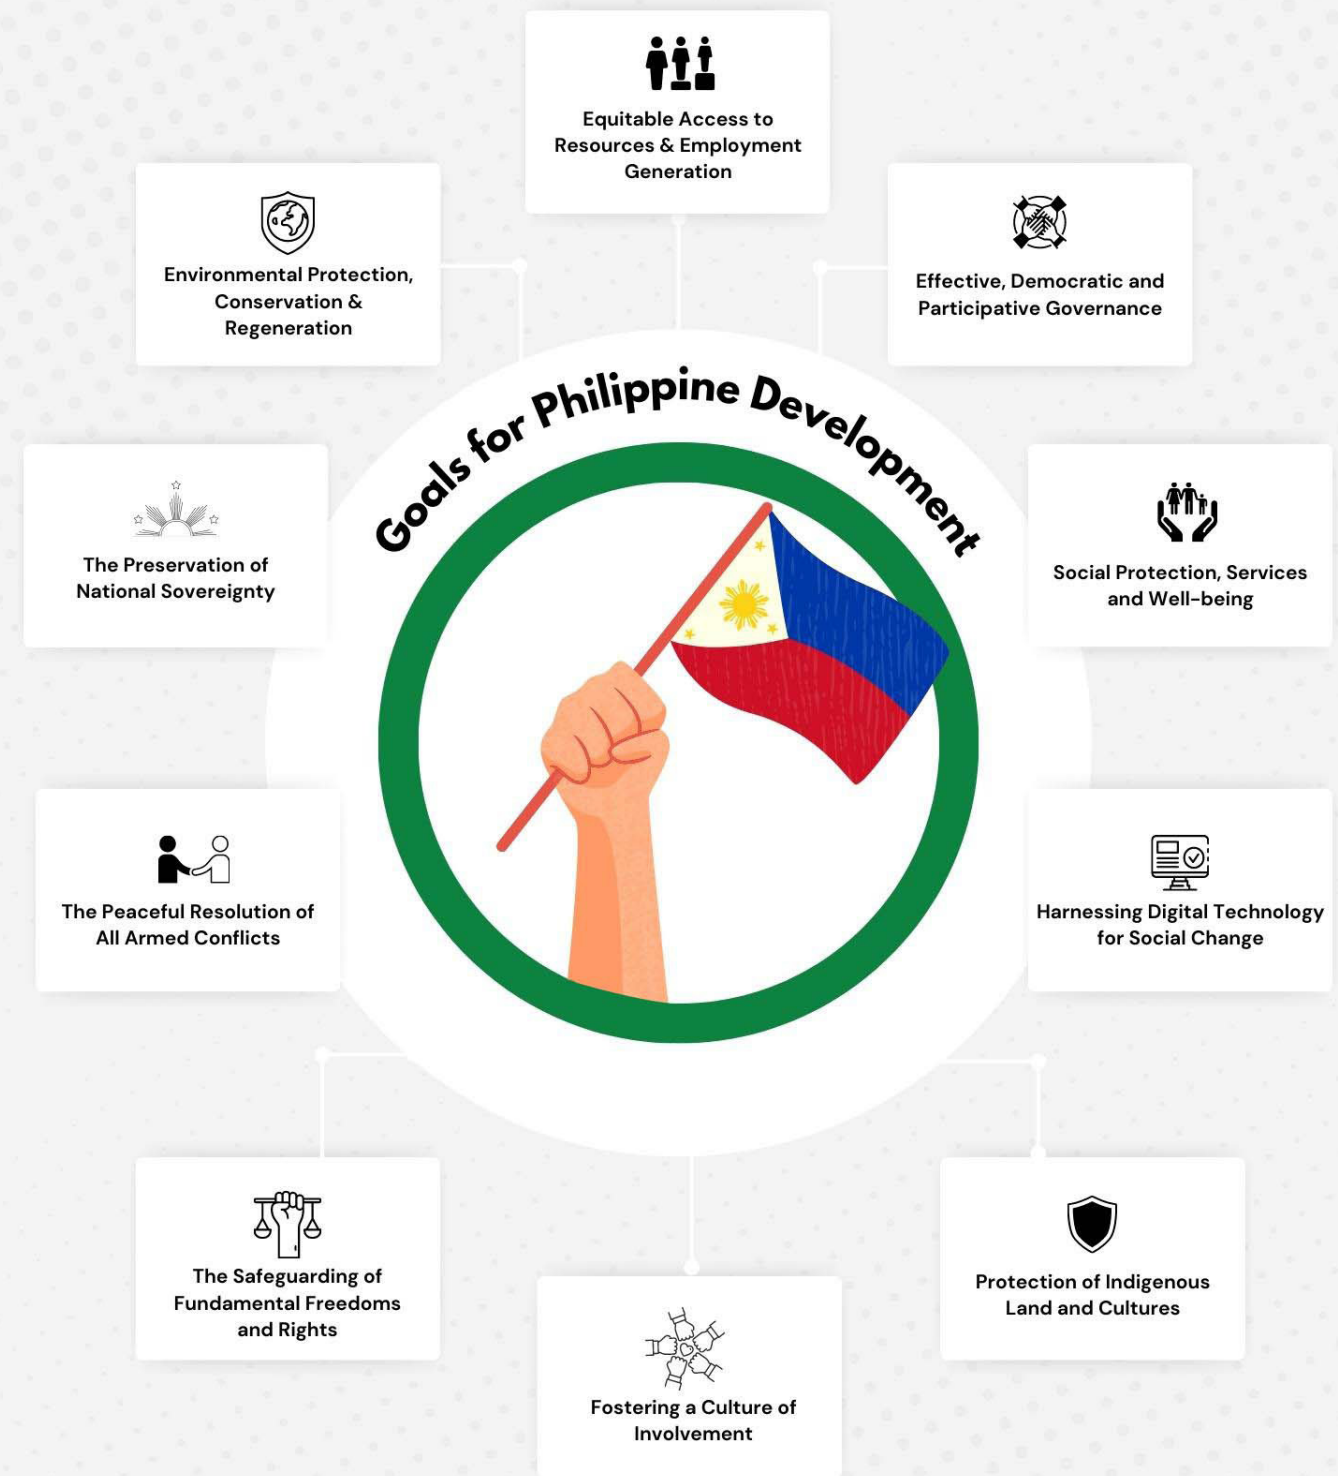 Equitable Access to
Resources & Employment
Generation
Environmental Protection,
Conservation &
Regeneration
Effective, Democratic and
Participative Governance
Goals for Philippine Development
The Preservation of
National Sovereignty
Social Protection, Services
and Well-being
The Peaceful Resolution of
All Armed Conflicts
Harnessing Digital Technology
for Social Change
The Safeguarding of
Fundamental Freedoms
and Rights
Protection of Indigenous
Land and Cultures
Fostering a Culture of
Involvement